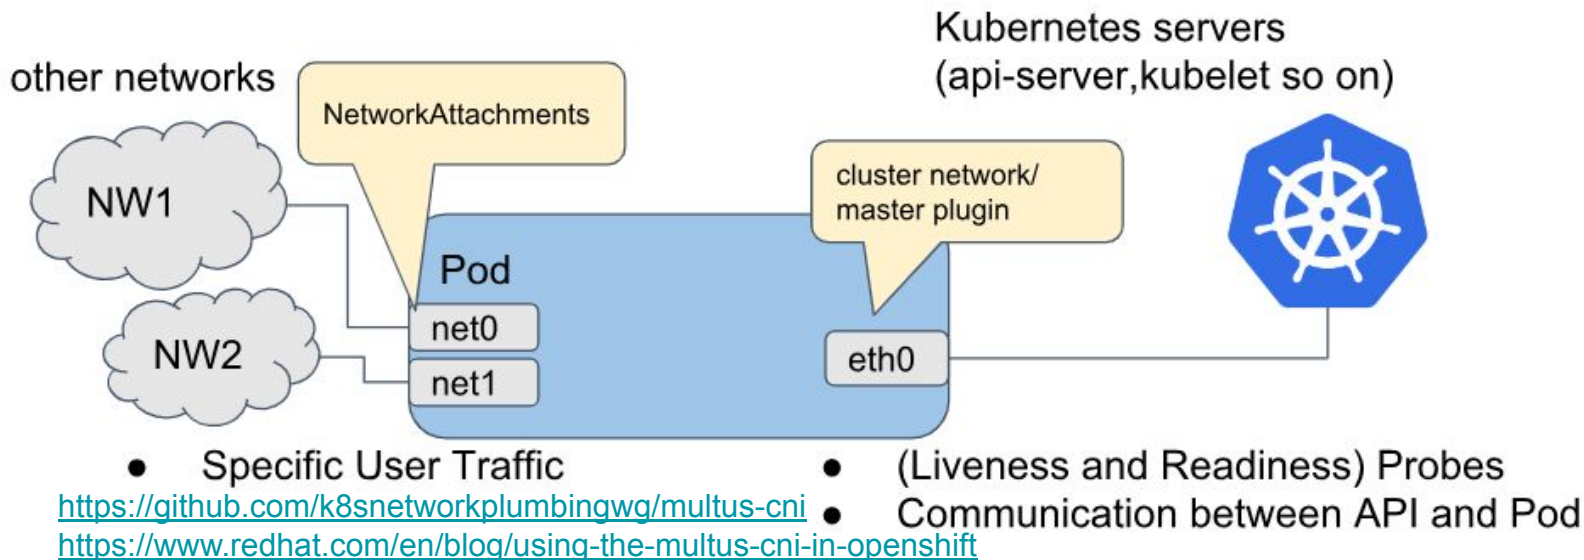 Kubernetes servers
(api-server,kubelet so on)
other networks
NetworkAttachments
NW1
cluster network/
master plugin
Pod
net0
NW2
eth0
net1
● Specific User Traffic
● (Liveness and Readiness) Probes
https://github.com/k8snetworkplumbingwg/multus-cni
● Communication between API and Pod
https://www.redhat.com/en/blog/using-the-multus-cni-in-openshift